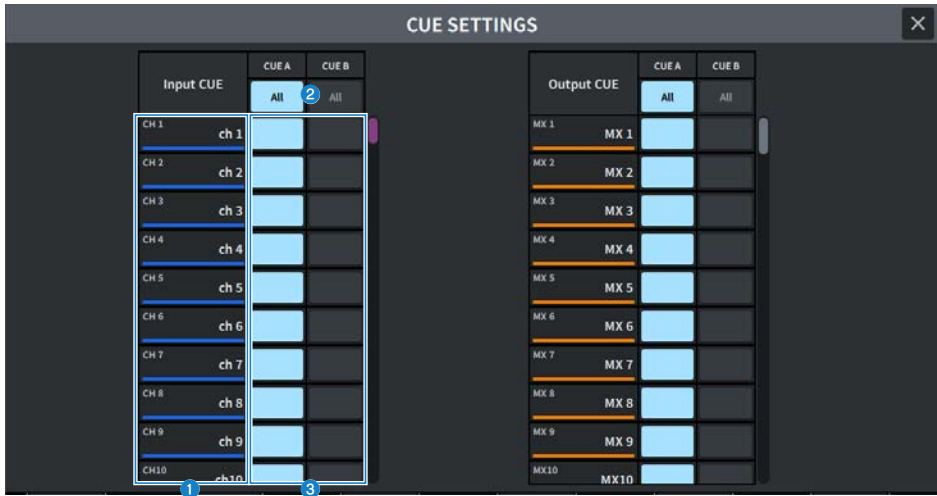 CUE SETTINGS
Input CUE
CUE A CUE B
All 2 All
CH 1 ch 1
CH 2 ch 2
CH 3 ch 3
CH 4 ch 4
CH 5 ch 5
CH 6 ch 6
CH 7 ch 7
CH 8 ch 8
CH 9 ch 9
CH10 ch10
1 3
Output CUE
CUE A CUE B
All All
MX 1 MX 1
MX 2 MX 2
MX 3 MX 3
MX 4 MX 4
MX 5 MX 5
MX 6 MX 6
MX 7 MX 7
MX 8 MX 8
MX 9 MX 9
MX10 MX10